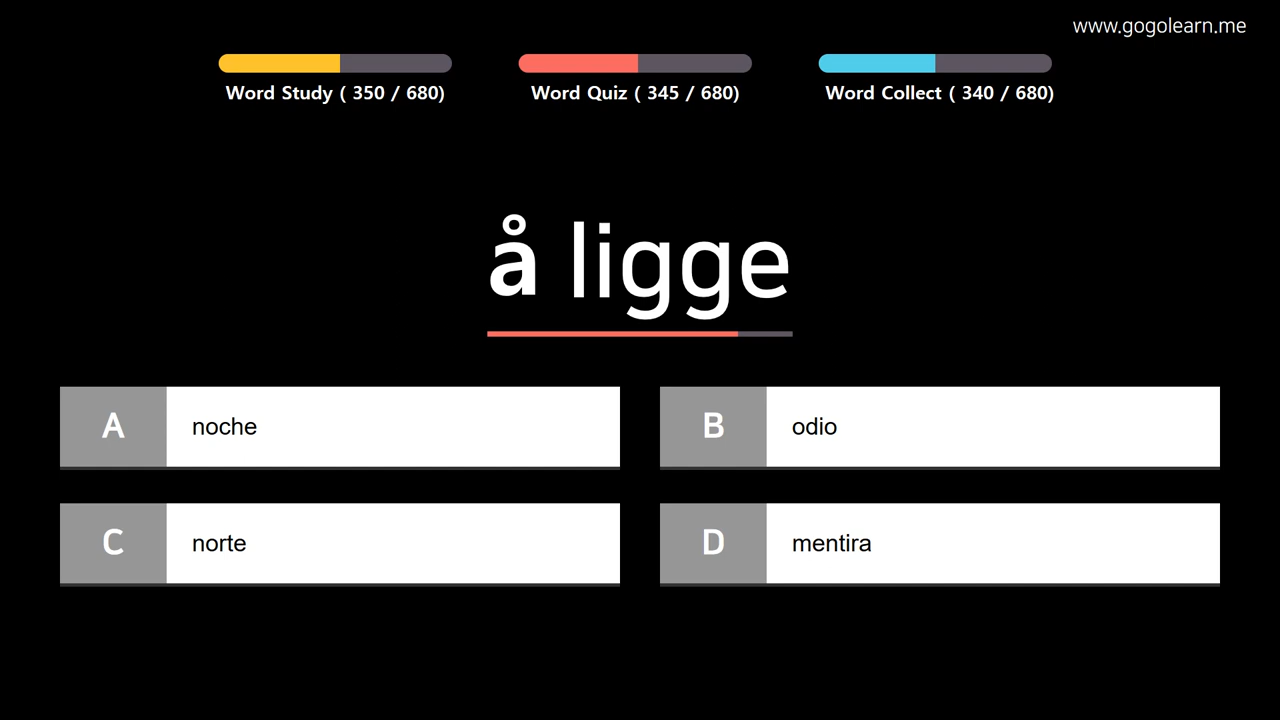 www.gogolearn.me
Word Study ( 350 / 680)
Word Quiz ( 345 / 680)
Word Collect ( 340 / 680)
å ligge
A noche
B odio
C norte
D mentira